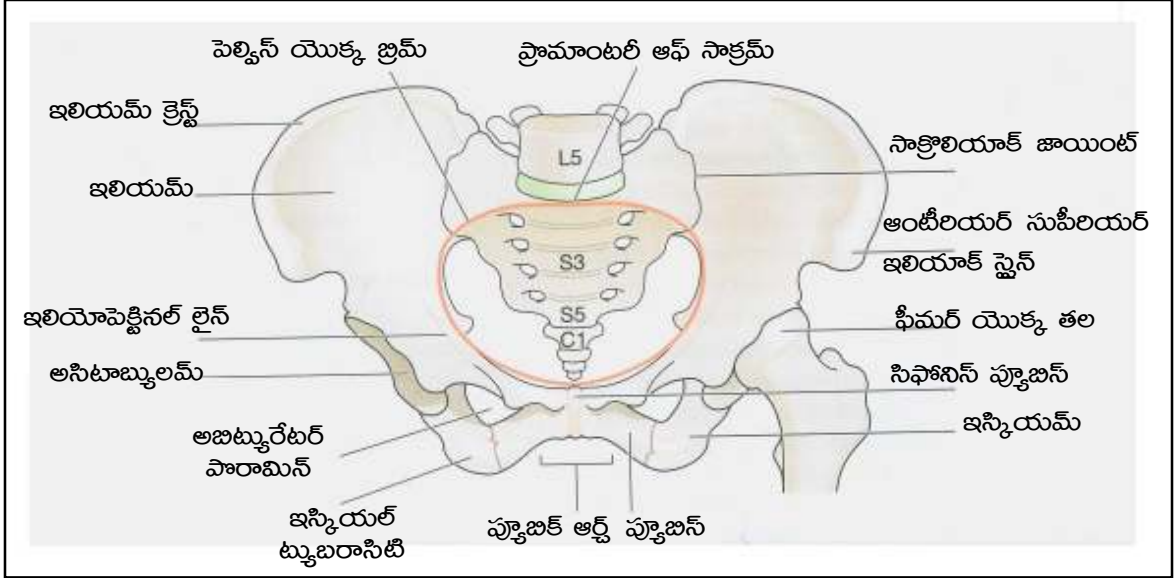 పెల్విస్ యొక్క బ్రిమ్
ప్రొమాంటరీ ఆఫ్ సాక్రమ్
ఇలియమ్ క్రెస్ట్
L5
సాక్రోలియాక్ జాయింట్
ఇలియమ్
ఆంటీరియర్ సుపీరియర్
ఇలియాక్ స్పైన్
S3
ఇలియోపెక్టినల్ లైన్
S5
ఫీమర్ యొక్క తల
C1
అసిటాబ్యులమ్
సిఫోనిస్ ప్యూబిస్
ఇస్కియమ్
అబిట్యురేటర్
పొరామిన్
ఇస్కియల్
ట్యుబరాసిటి
ప్యూబిక్ ఆర్చ్
ప్యూబిస్